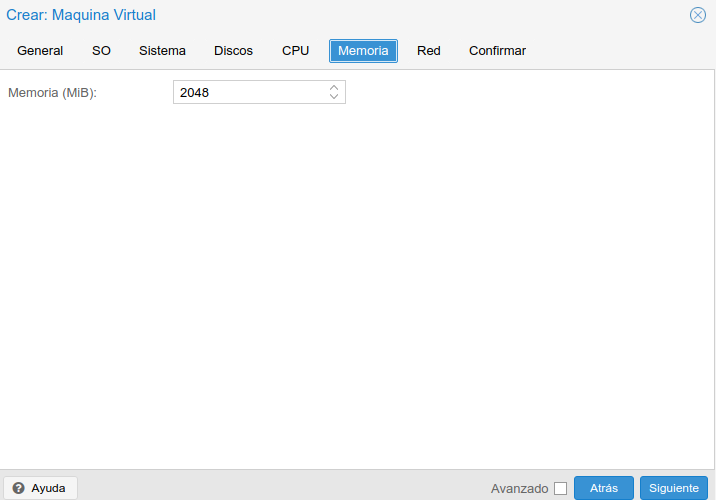 Crear: Maquina Virtual
General SO Sistema Discos CPU Memoria Red Confirmar
Memoria (MiB): 2048
Ayuda Avanzado Atrás Siguiente